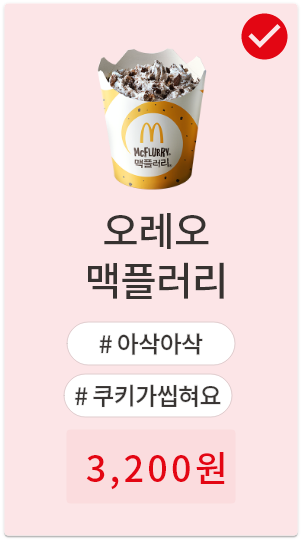 McFLURRY
맥플러리
오레오
맥플러리
# 아삭아삭
# 쿠키가씹혀요
3,200원